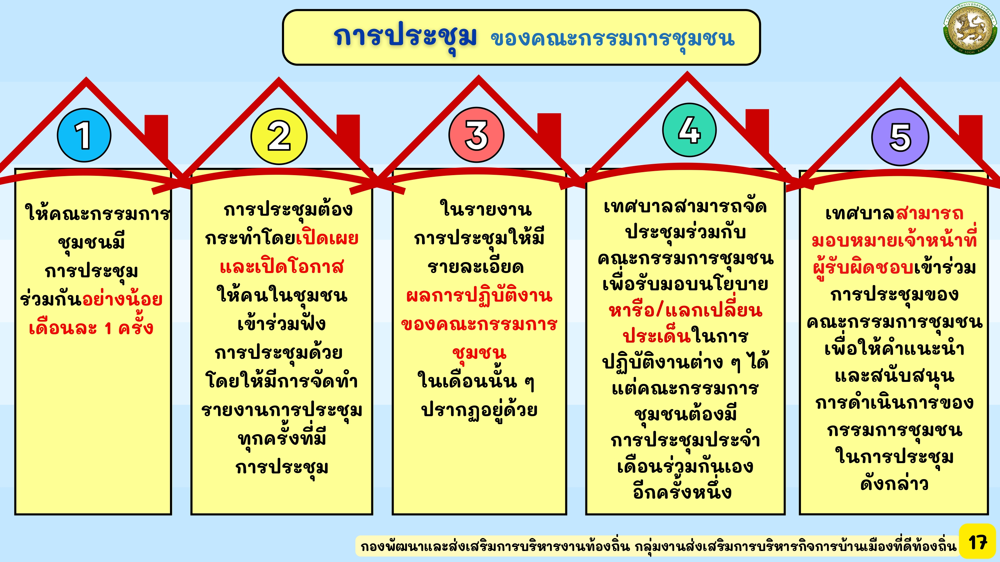 การประชุม ของคณะกรรมการชุมชน
กรมส่งเสริมการปกครองท้องถิ่น
DEPARTMENT OF LOCAL ADMINISTRATION
1
ให้คณะกรรมการ
ชุมชนมี
การประชุม
ร่วมกันอย่างน้อย
เดือนละ 1 ครั้ง
2
การประชุมต้อง
กระทำโดยเปิดเผย
และเปิดโอกาส
ให้คนในชุมชน
เข้าร่วมฟัง
การประชุมด้วย
โดยให้มีการจัดทำ
รายงานการประชุม
ทุกครั้งที่มี
การประชุม
3
ในรายงาน
การประชุมให้มี
รายละเอียด
ผลการปฏิบัติงาน
ของคณะกรรมการ
ชุมชน
ในเดือนนั้น ๆ
ปรากฏอยู่ด้วย
4
เทศบาลสามารถจัด
ประชุมร่วมกับ
คณะกรรมการชุมชน
เพื่อรับมอบนโยบาย
หารือ/แลกเปลี่ยน
ประเด็นในการ
ปฏิบัติงานต่าง ๆ ได้
แต่คณะกรรมการ
ชุมชนต้องมี
การประชุมประจำ
เดือนร่วมกันเอง
อีกครั้งหนึ่ง
5
เทศบาลสามารถ
มอบหมายเจ้าหน้าที่
ผู้รับผิดชอบเข้าร่วม
การประชุมของ
คณะกรรมการชุมชน
เพื่อให้คำแนะนำ
และสนับสนุน
การดำเนินการของ
กรรมการชุมชน
ในการประชุม
ดังกล่าว
กองพัฒนาและส่งเสริมการบริหารงานท้องถิ่น กลุ่มงานส่งเสริมการบริหารกิจการบ้านเมืองที่ดีท้องถิ่น
17